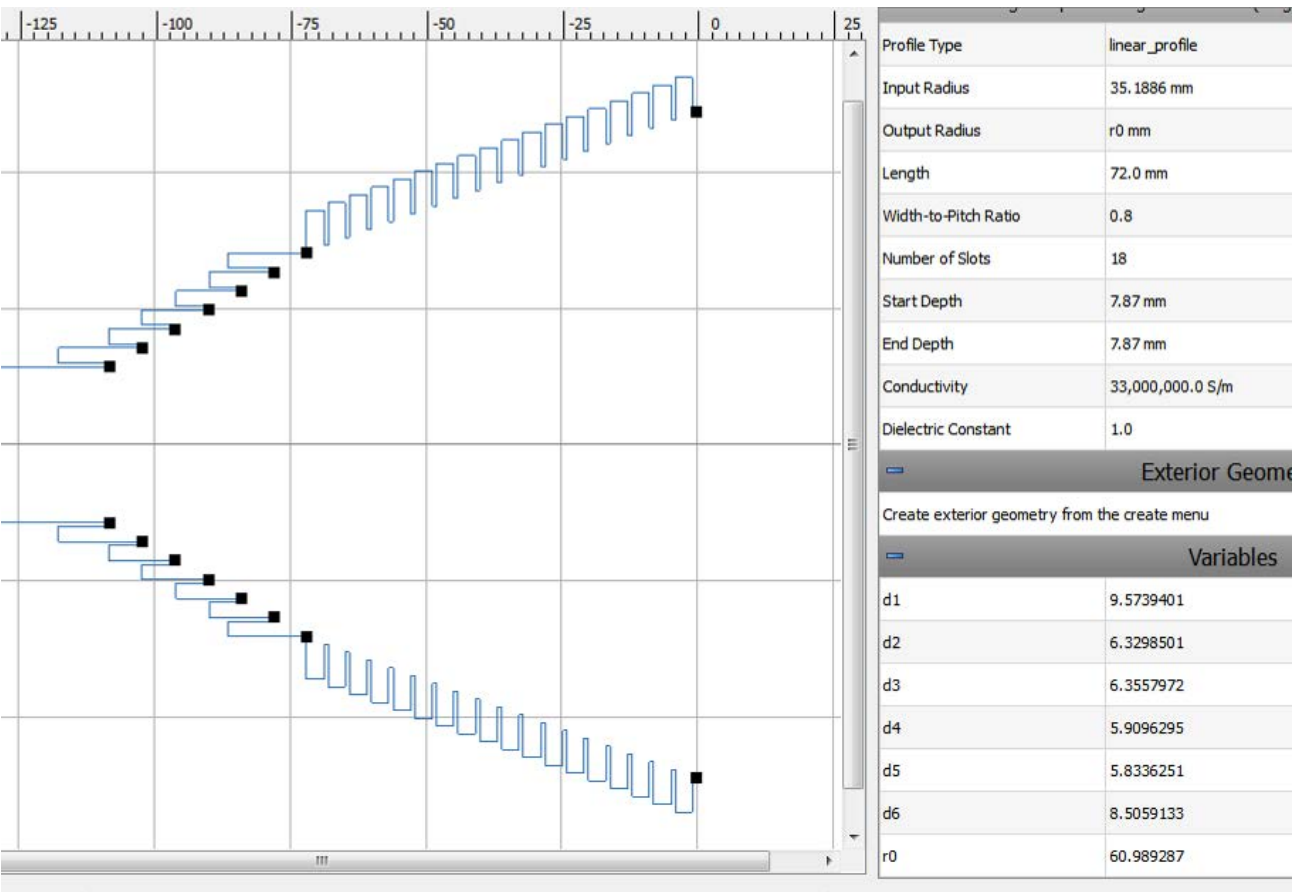 -125 -100 -75 -50 -25 0 25
Profile Type linear_profile
Input Radius 35.1886 mm
Output Radius r0 mm
Length 72.0 mm
Width-to-Pitch Ratio 0.8
Number of Slots 18
Start Depth 7.87 mm
End Depth 7.87 mm
Conductivity 33,000,000.0 S/m
Dielectric Constant 1.0
Exterior Geome
Create exterior geometry from the create menu
Variables
d1 9.5739401
d2 6.3298501
d3 6.3557972
d4 5.9096295
d5 5.8336251
d6 8.5059133
r0 60.989287